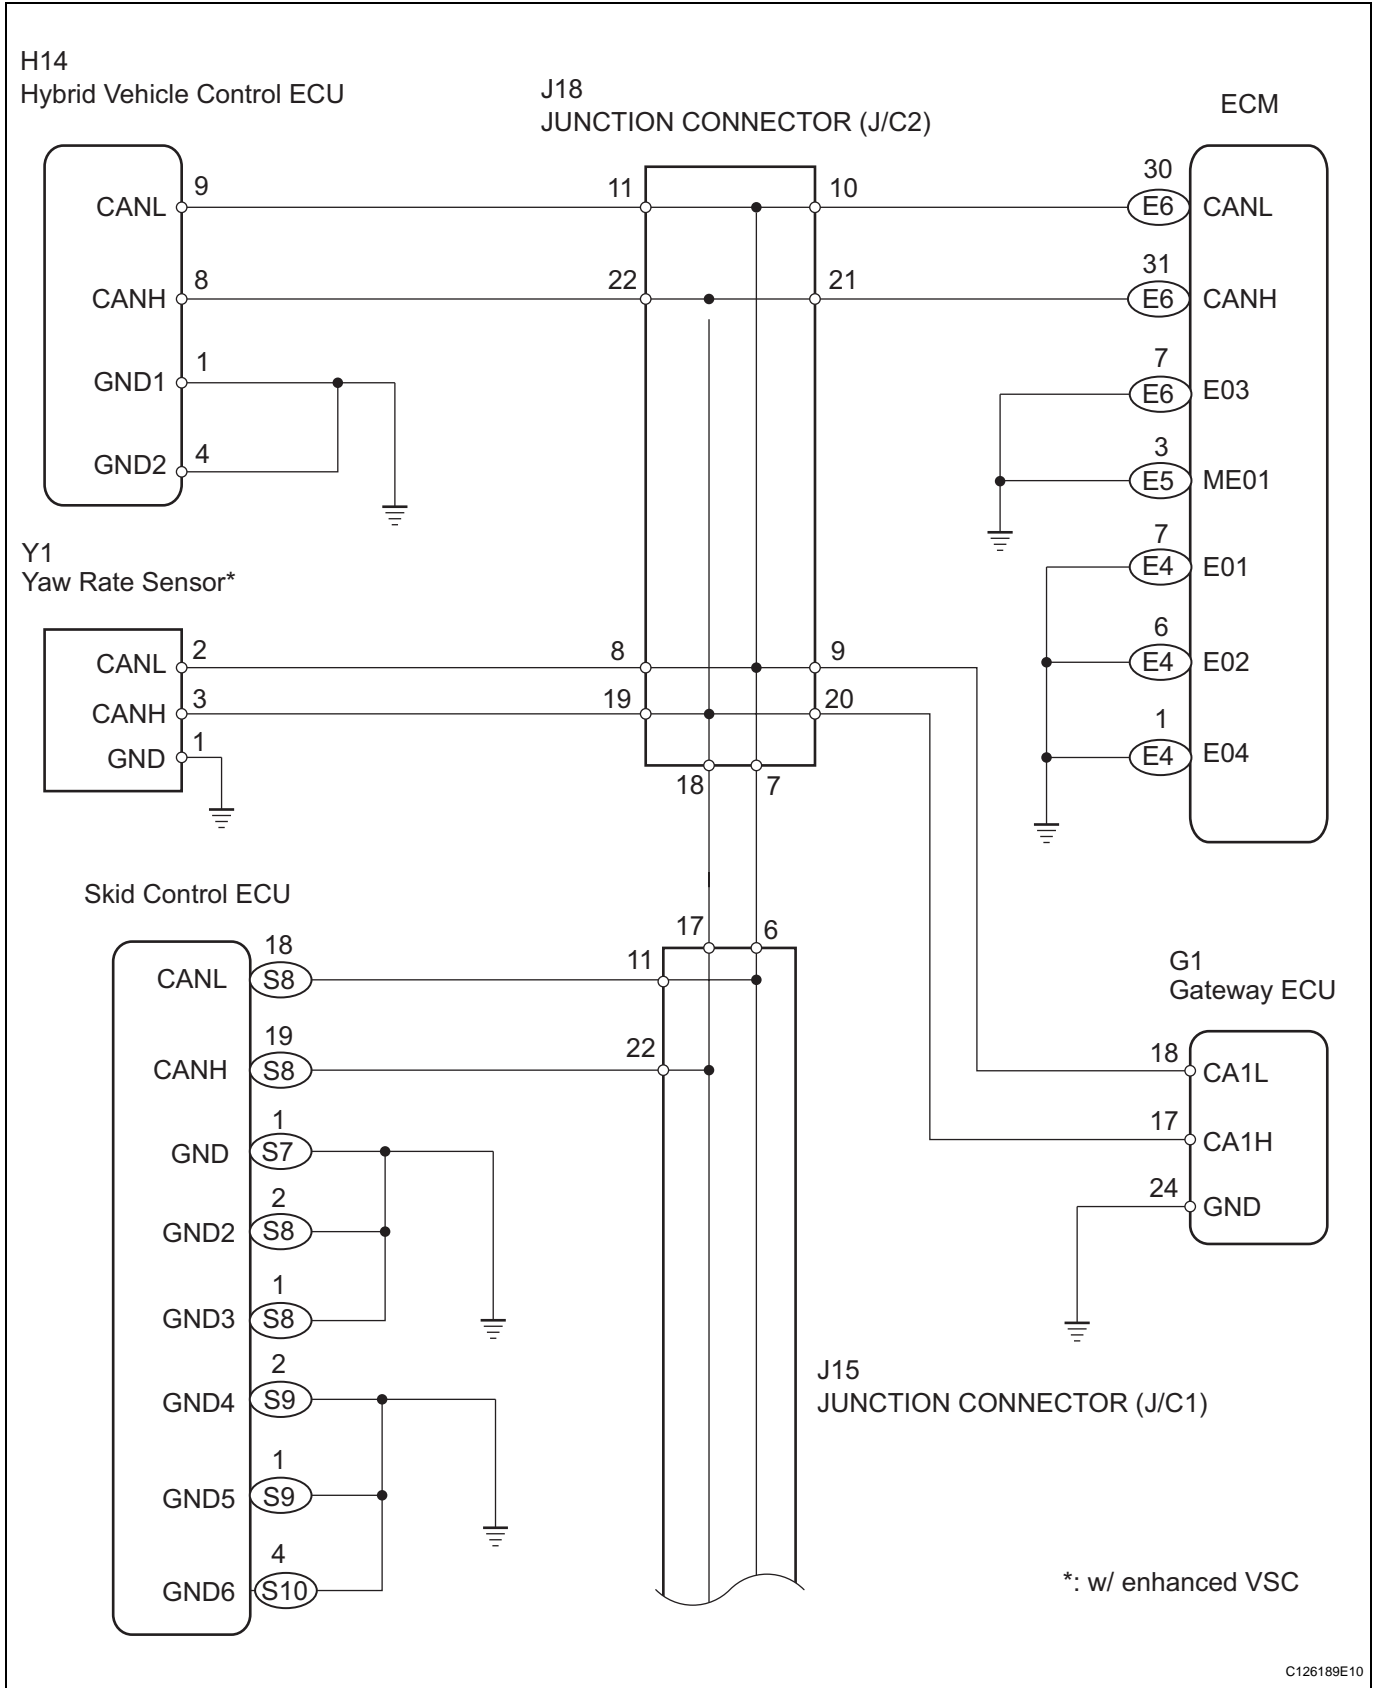 H14
Hybrid Vehicle Control ECU
J18
JUNCTION CONNECTOR (J/C2)
ECM
CANL 9 11 10 30 E6 CANL
CANH 8 22 21 31 E6 CANH
GND1 1
GND2 4
7 E6 E03
3 E5 ME01
7 E4 E01
6 E4 E02
1 E4 E04
Y1
Yaw Rate Sensor*
CANL 2 8 9
CANH 3 19 20
GND 1
18 7
Skid Control ECU
17 6
CANL 18 S8 11
CANH 19 S8 22
GND 1 S7
GND2 2 S8
GND3 1 S8
GND4 2 S9
GND5 1 S9
GND6 4 S10
G1
Gateway ECU
18 CA1L
17 CA1H
24 GND
J15
JUNCTION CONNECTOR (J/C1)
*: w/ enhanced VSC
C126189E10